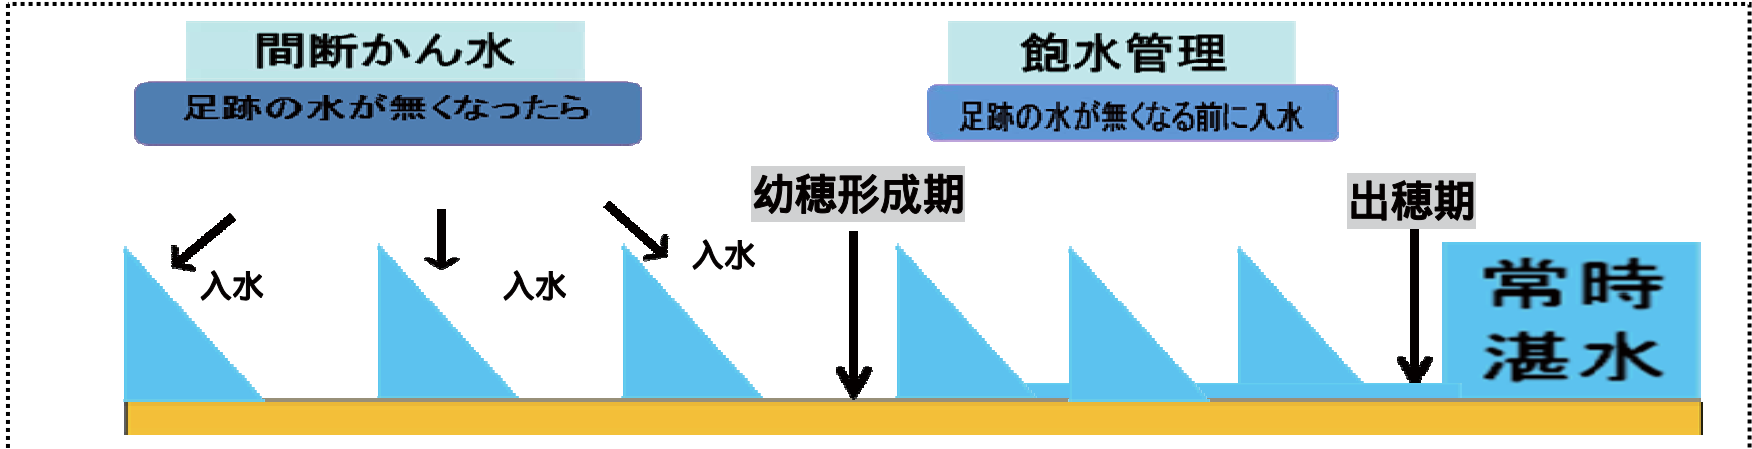 間断かん水
足跡の水が無くなったら
飽水管理
足跡の水が無くなる前に入水
幼穂形成期
出穂期
入水
入水
入水
常時
湛水